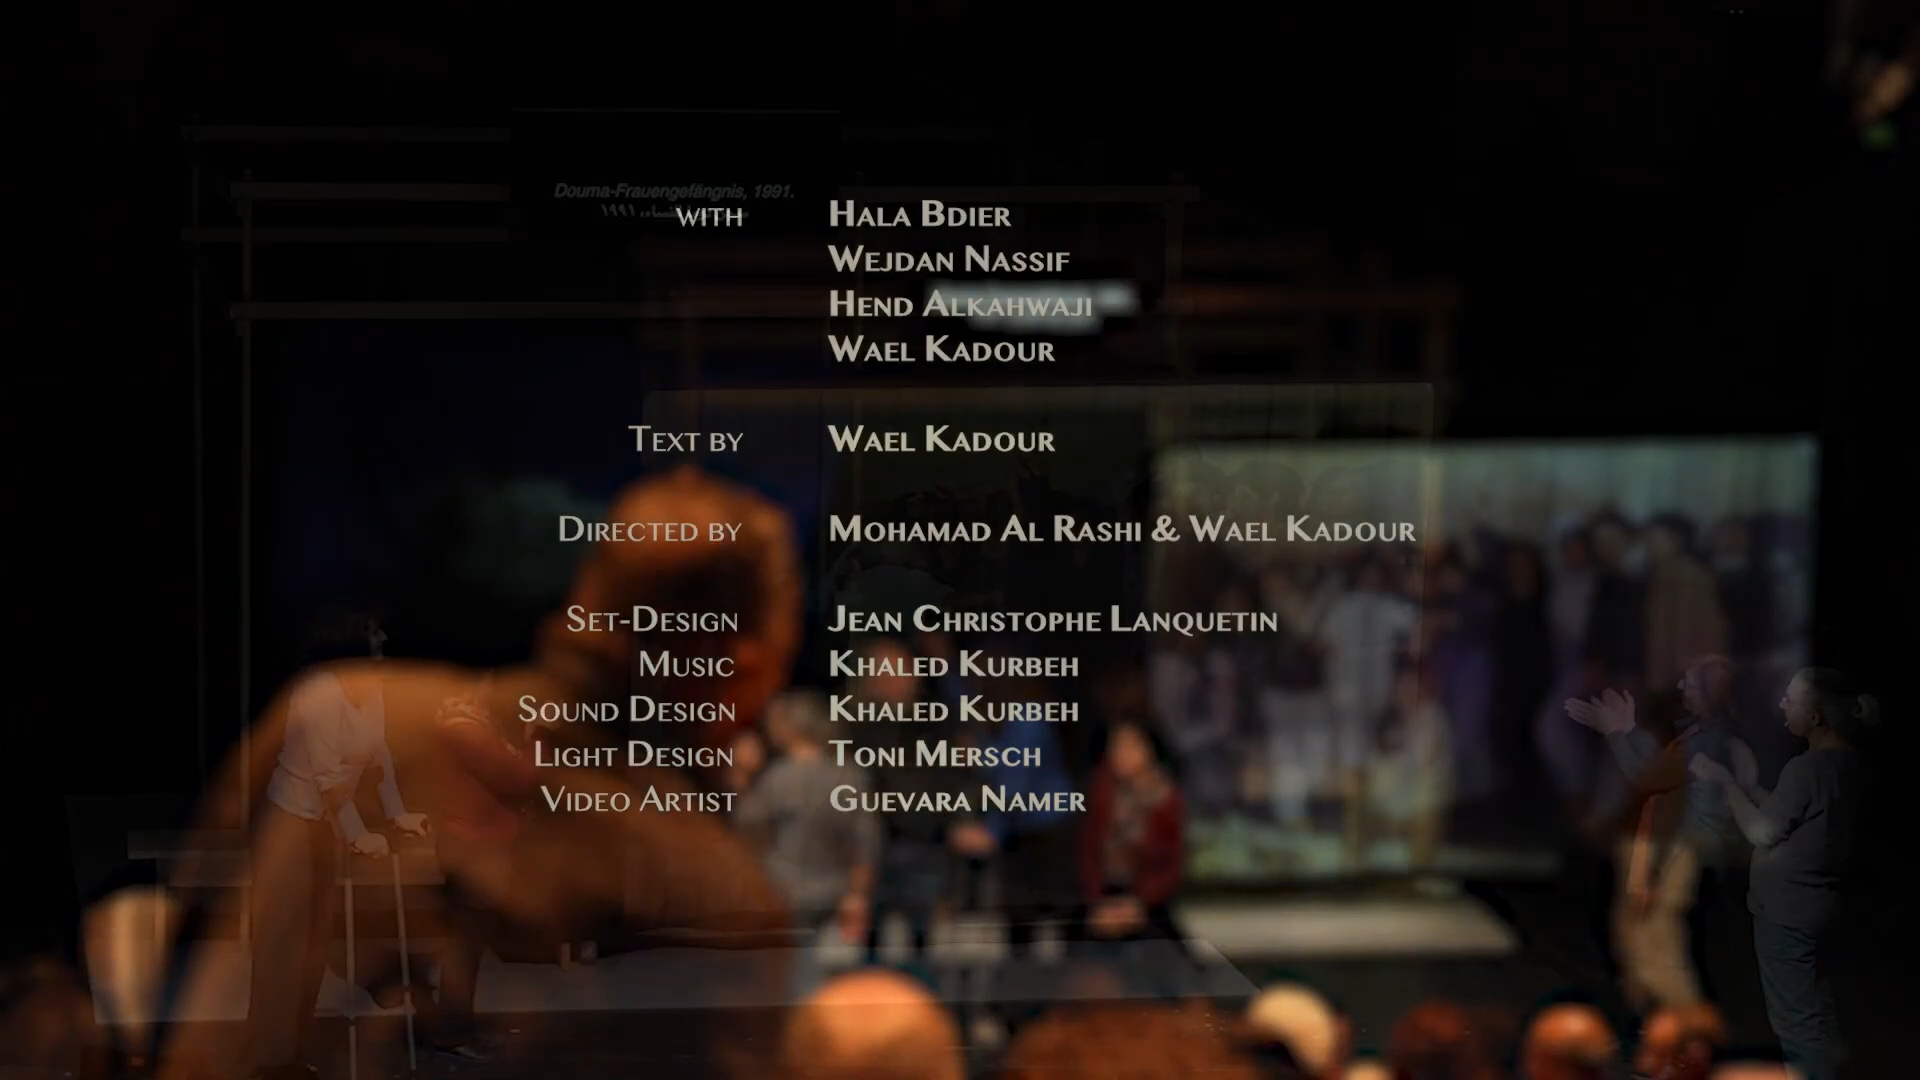 Douma-Frauengefängnis, 1991.
WITH HALA BDIER
WEJDAN NASSIF
HEND ALKAHWAJI
WAEL KADOUR
TEXT BY WAEL KADOUR
DIRECTED BY MOHAMAD AL RASHI & WAEL KADOUR
SET-DESIGN JEAN CHRISTOPHE LANQUETIN
MUSIC KHALED KURBEH
SOUND DESIGN KHALED KURBEH
LIGHT DESIGN TONI MERSCH
VIDEO ARTIST GUEVARA NAMER